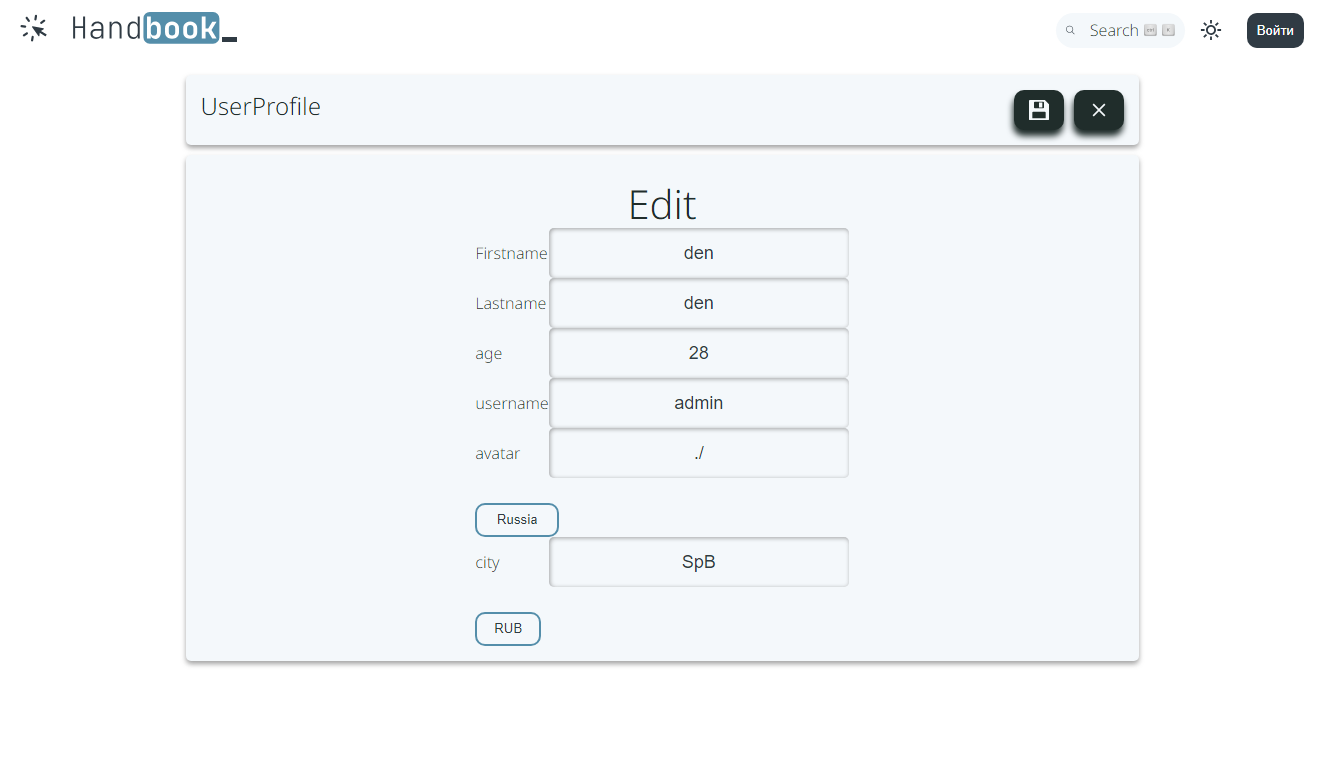 Handbook_
Search
Войти
UserProfile
Edit
Firstname den
Lastname den
age 28
username admin
avatar ./
Russia
city SpB
RUB